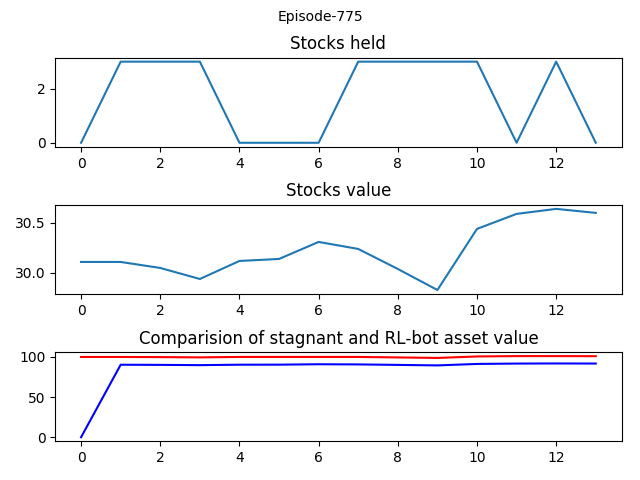 Episode-775
Stocks held
2
0
0 2 4 6 8 10 12
Stocks value
30.5
30.0
0 2 4 6 8 10 12
Comparision of stagnant and RL-bot asset value
100
50
0
0 2 4 6 8 10 12